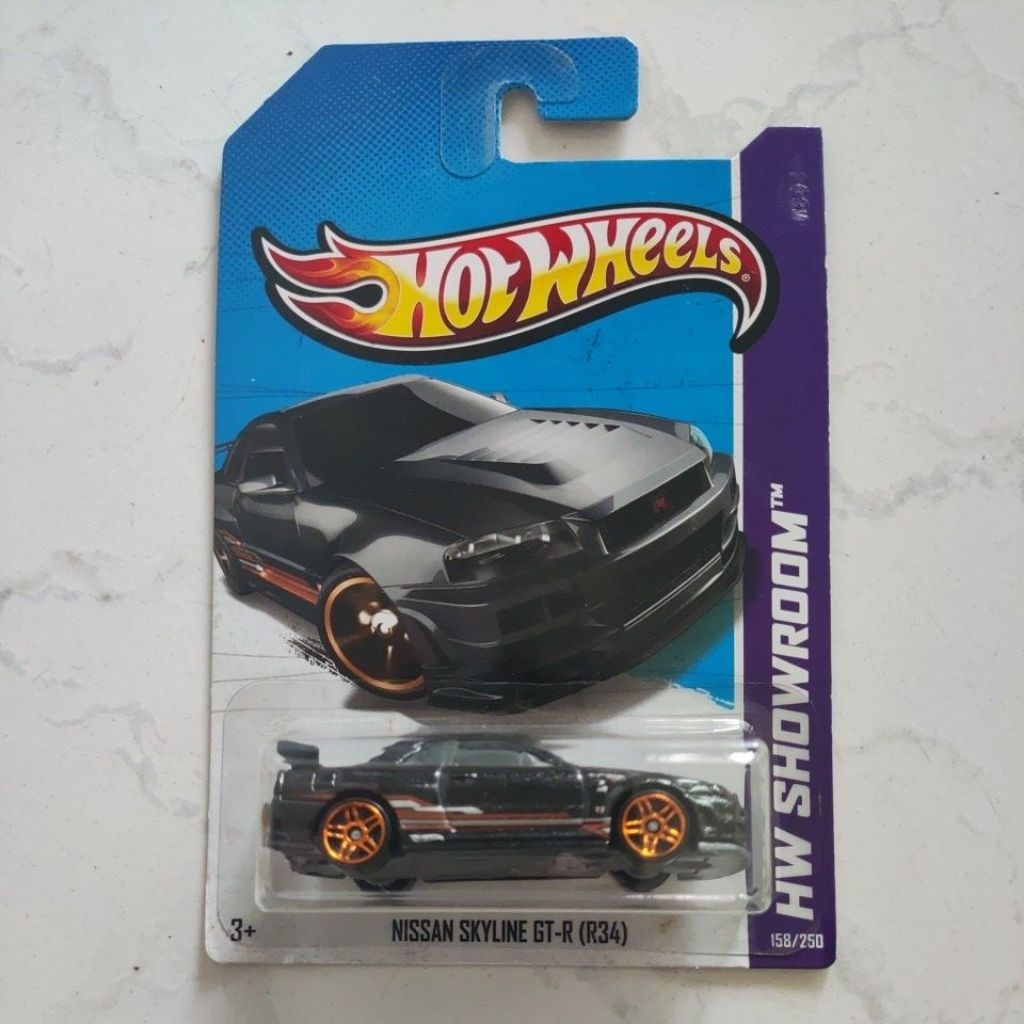 HOT WHEELS®
HW SHOWROOM™
3+
NISSAN SKYLINE GT-R (R34)
158/250